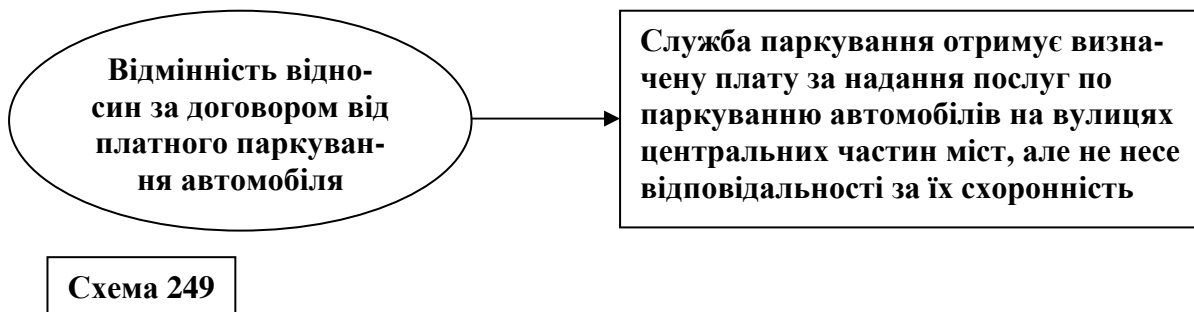 Відмінність відно-
син за договором від
платного паркуван-
ня автомобіля
Служба паркування отримує визна-
чену плату за надання послуг по
паркуванню автомобілів на вулицях
центральних частин міст, але не несе
відповідальності за їх схоронність
Схема 249